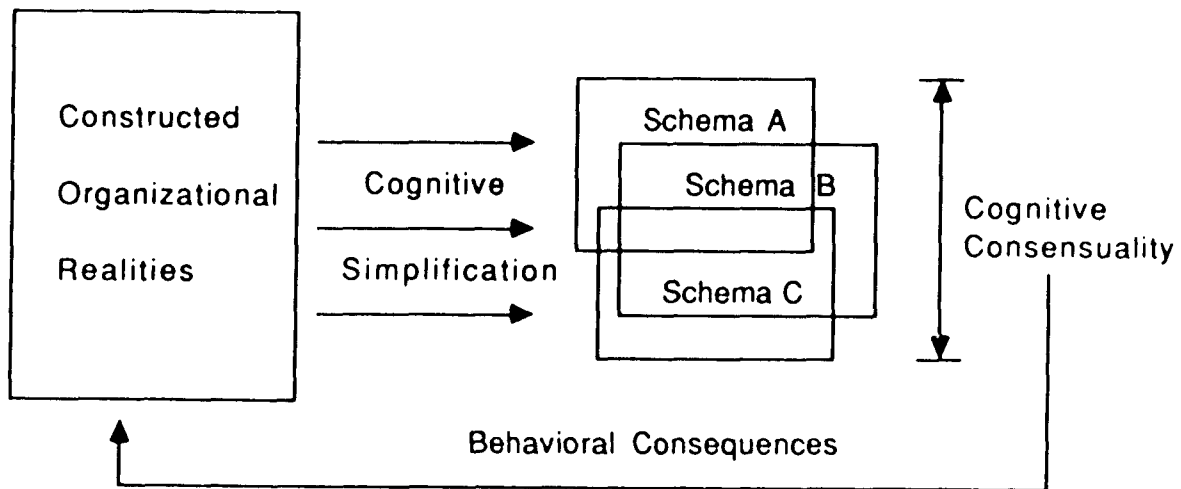 Constructed
Organizational
Realities
Cognitive
Simplification
Schema A
Schema B
Schema C
Cognitive
Consensuality
Behavioral Consequences